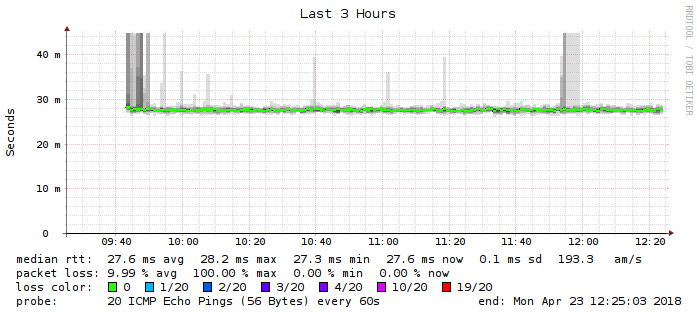 Last 3 Hours
RRDTOOL / TOBI OETIKER
Seconds
40 m
30 m
20 m
10 m
0
09:40 10:00 10:20 10:40 11:00 11:20 11:40 12:00 12:20
median rtt: 27.6 ms avg 28.2 ms max 27.3 ms min 27.6 ms now 0.1 ms sd 193.3 am/s
packet loss: 9.99 % avg 100.00 % max 0.00 % min 0.00 % now
loss color: 0 1/20 2/20 3/20 4/20 10/20 19/20
probe: 20 ICMP Echo Pings (56 Bytes) every 60s end: Mon Apr 23 12:25:03 2018